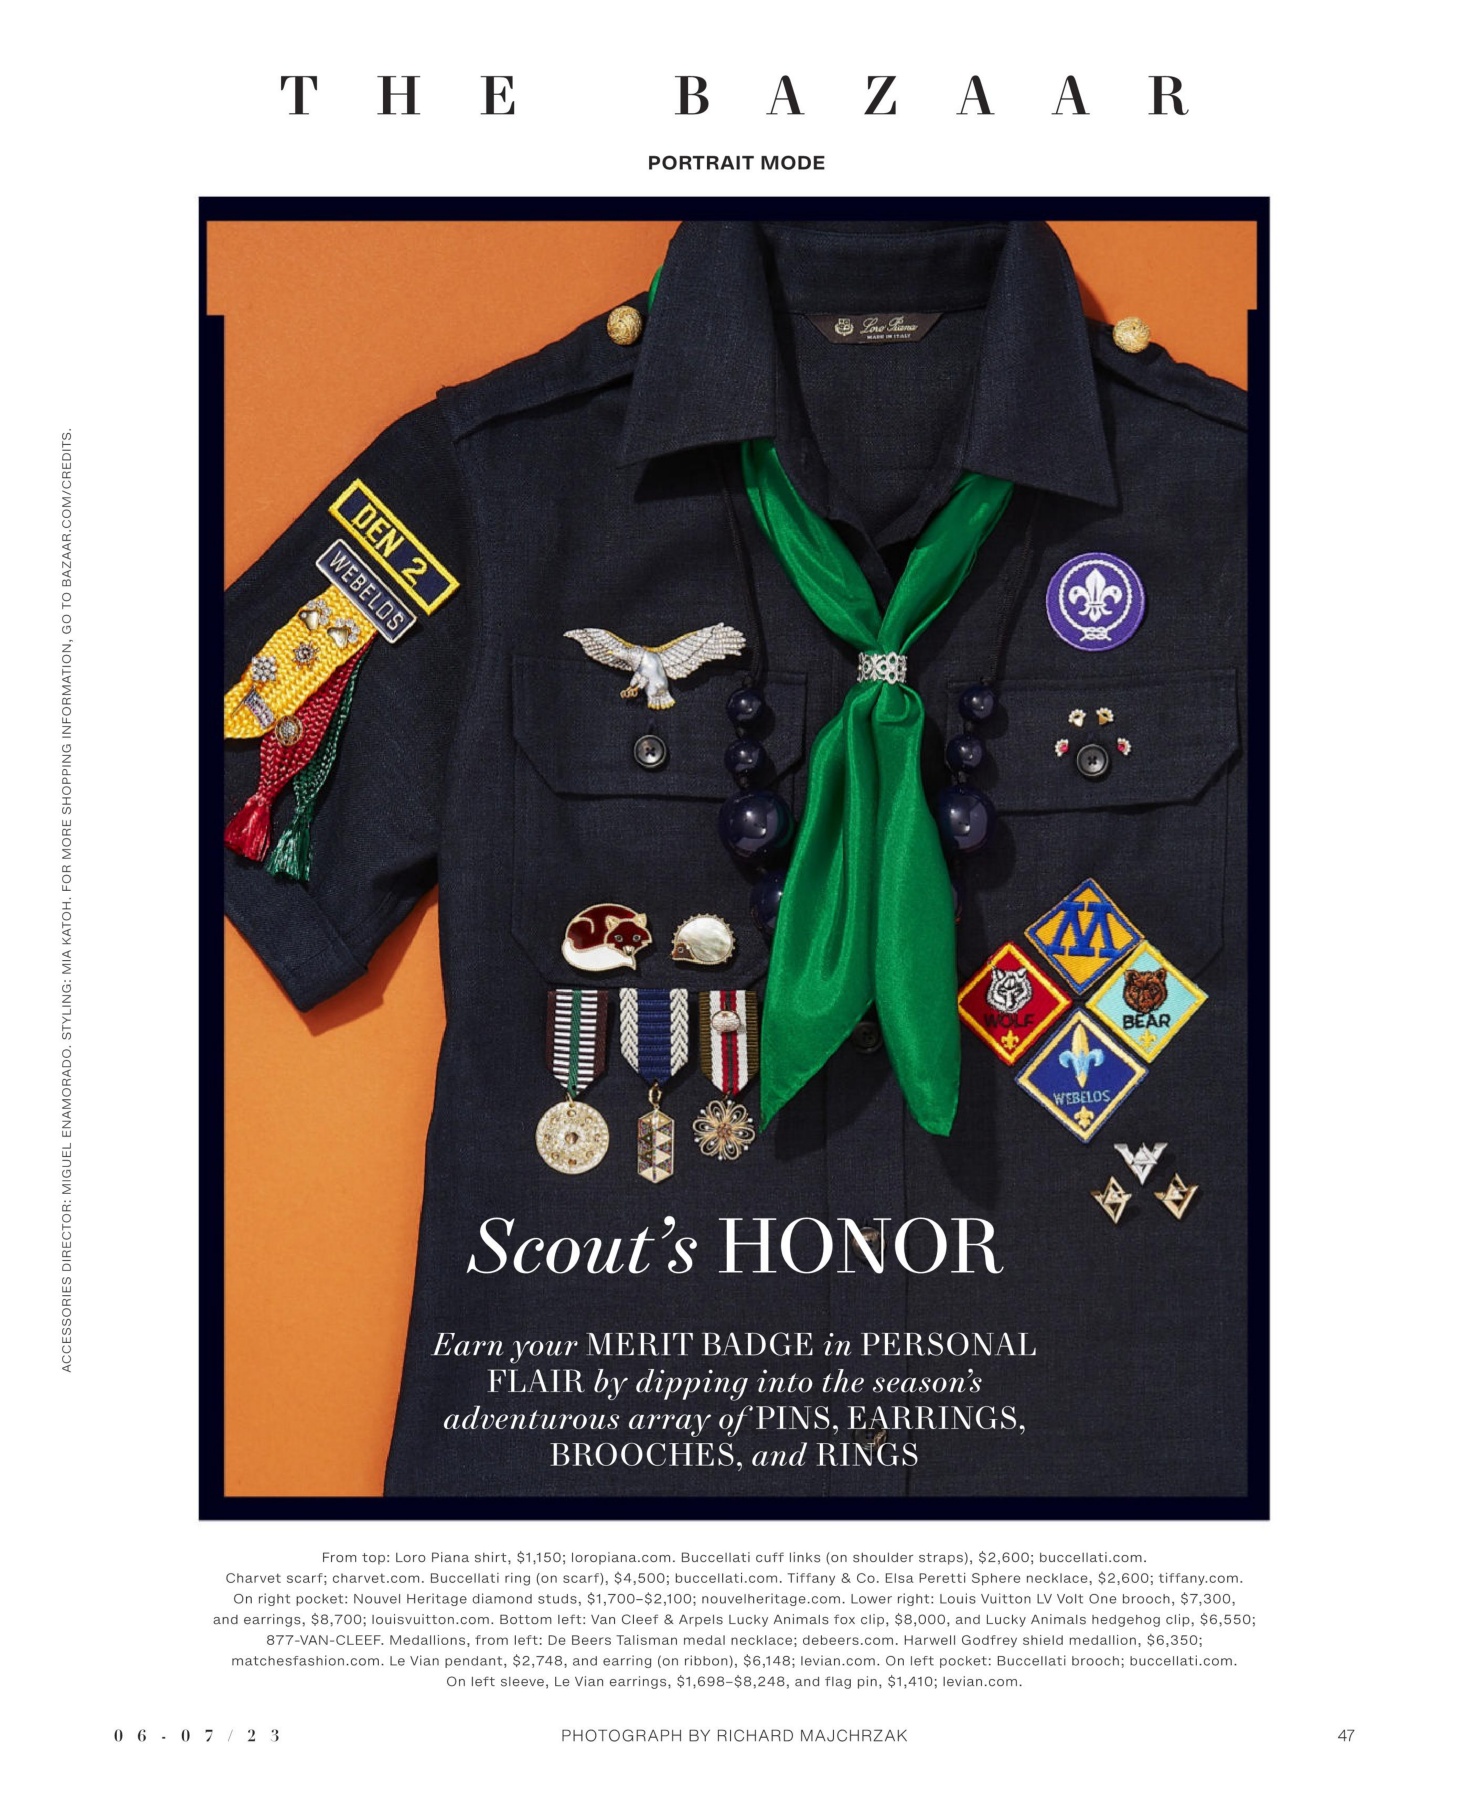 THE BAZAAR
PORTRAIT MODE
Loro Piana
MADE IN ITALY
DEN 2
WEBELOS
M
WOLF
BEAR
WEBELOS
Scout's HONOR
Earn your MERIT BADGE in PERSONAL
FLAIR by dipping into the season's
adventurous array of PINS, EARRINGS,
BROOCHES, and RINGS
ACCESSORIES DIRECTOR: MIGUEL ENAMORADO. STYLING: MIA KATOH. FOR MORE SHOPPING INFORMATION, GO TO BAZAAR.COM/CREDITS.
From top: Loro Piana shirt, $1,150; loropiana.com. Buccellati cuff links (on shoulder straps), $2,600; buccellati.com.
Charvet scarf; charvet.com. Buccellati ring (on scarf), $4,500; buccellati.com. Tiffany & Co. Elsa Peretti Sphere necklace, $2,600; tiffany.com.
On right pocket: Nouvel Heritage diamond studs, $1,700–$2,100; nouvelheritage.com. Lower right: Louis Vuitton LV Volt One brooch, $7,300,
and earrings, $8,700; louisvuitton.com. Bottom left: Van Cleef & Arpels Lucky Animals fox clip, $8,000, and Lucky Animals hedgehog clip, $6,550;
877-VAN-CLEEF. Medallions, from left: De Beers Talisman medal necklace; debeers.com. Harwell Godfrey shield medallion, $6,350;
matchesfashion.com. Le Vian pendant, $2,748, and earring (on ribbon), $6,148; levian.com. On left pocket: Buccellati brooch; buccellati.com.
On left sleeve, Le Vian earrings, $1,698–$8,248, and flag pin, $1,410; levian.com.
06-07/23
PHOTOGRAPH BY RICHARD MAJCHRZAK
47